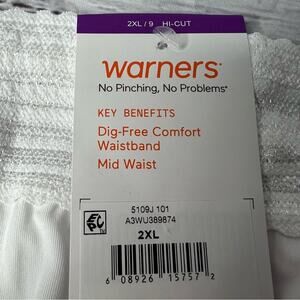 2XL / 9 HI-CUT
warners®
No Pinching, No Problems®
KEY BENEFITS
Dig-Free Comfort
Waistband
Mid Waist
5109J 101
A3WU389874
2XL
6 08926 15757 2